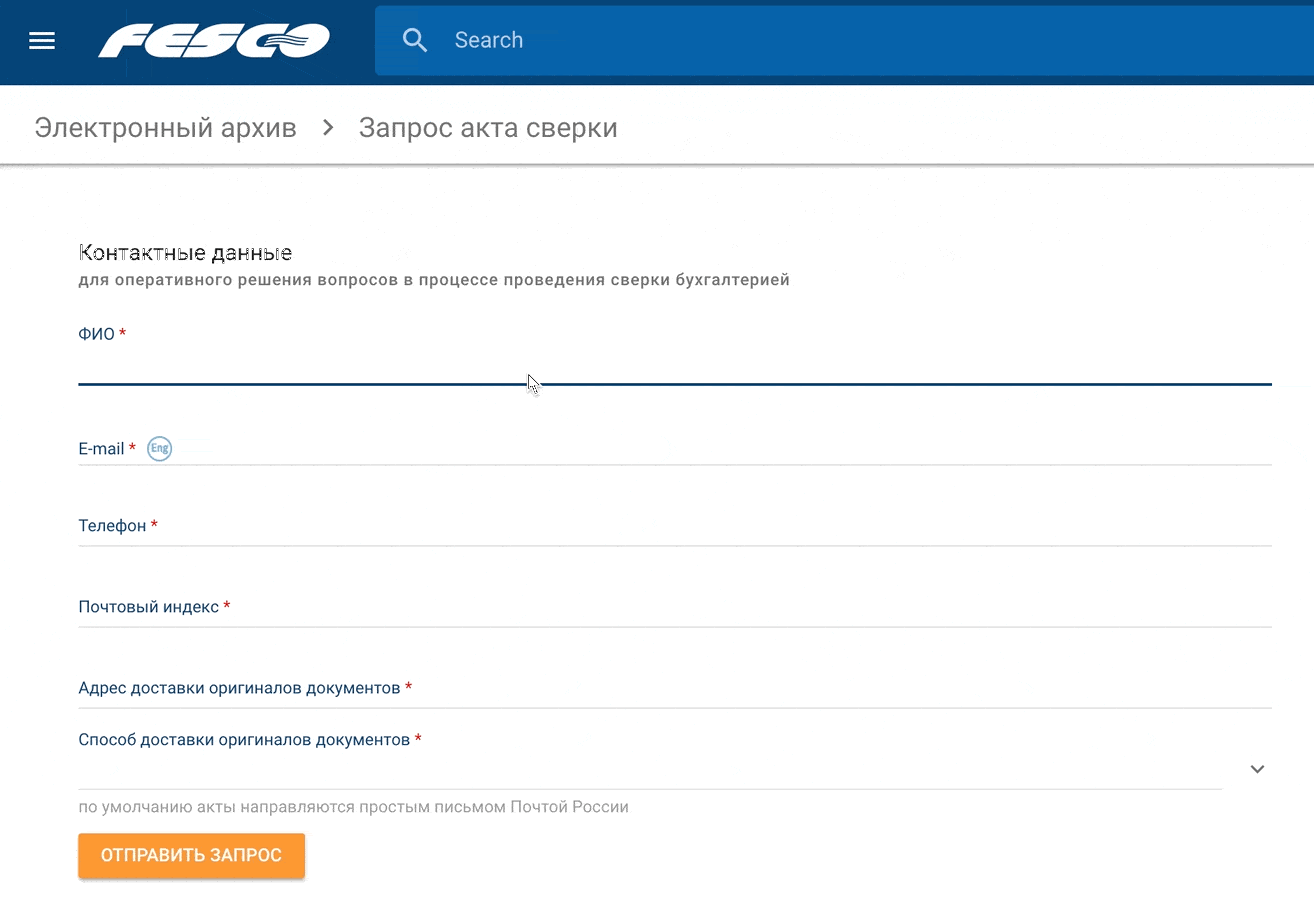 FESCO
Search
Электронный архив > Запрос акта сверки
Контактные данные
для оперативного решения вопросов в процессе проведения сверки бухгалтерией
ФИО *
E-mail * Eng
Телефон *
Почтовый индекс *
Адрес доставки оригиналов документов *
Способ доставки оригиналов документов *
по умолчанию акты направляются простым письмом Почтой России
ОТПРАВИТЬ ЗАПРОС